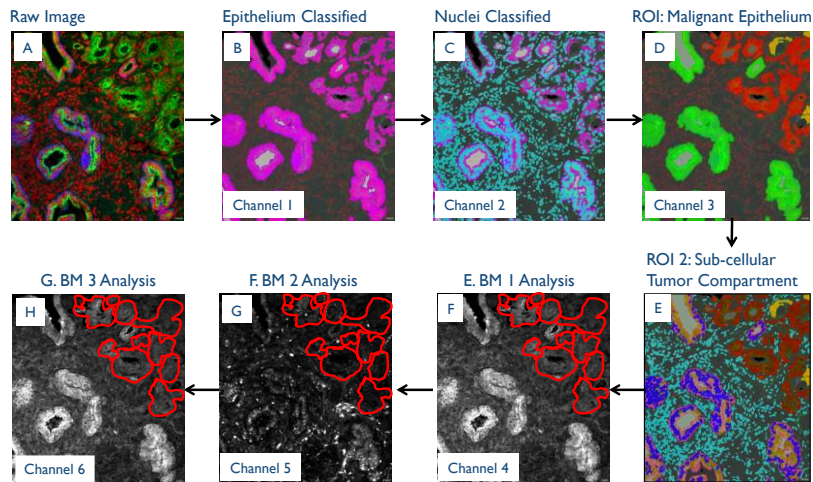 Raw Image
Epithelium Classified
Nuclei Classified
ROI: Malignant Epithelium
A
B
C
D
Channel 1
Channel 2
Channel 3
ROI 2: Sub-cellular
Tumor Compartment
G. BM 3 Analysis
F. BM 2 Analysis
E. BM 1 Analysis
H
G
F
E
Channel 6
Channel 5
Channel 4